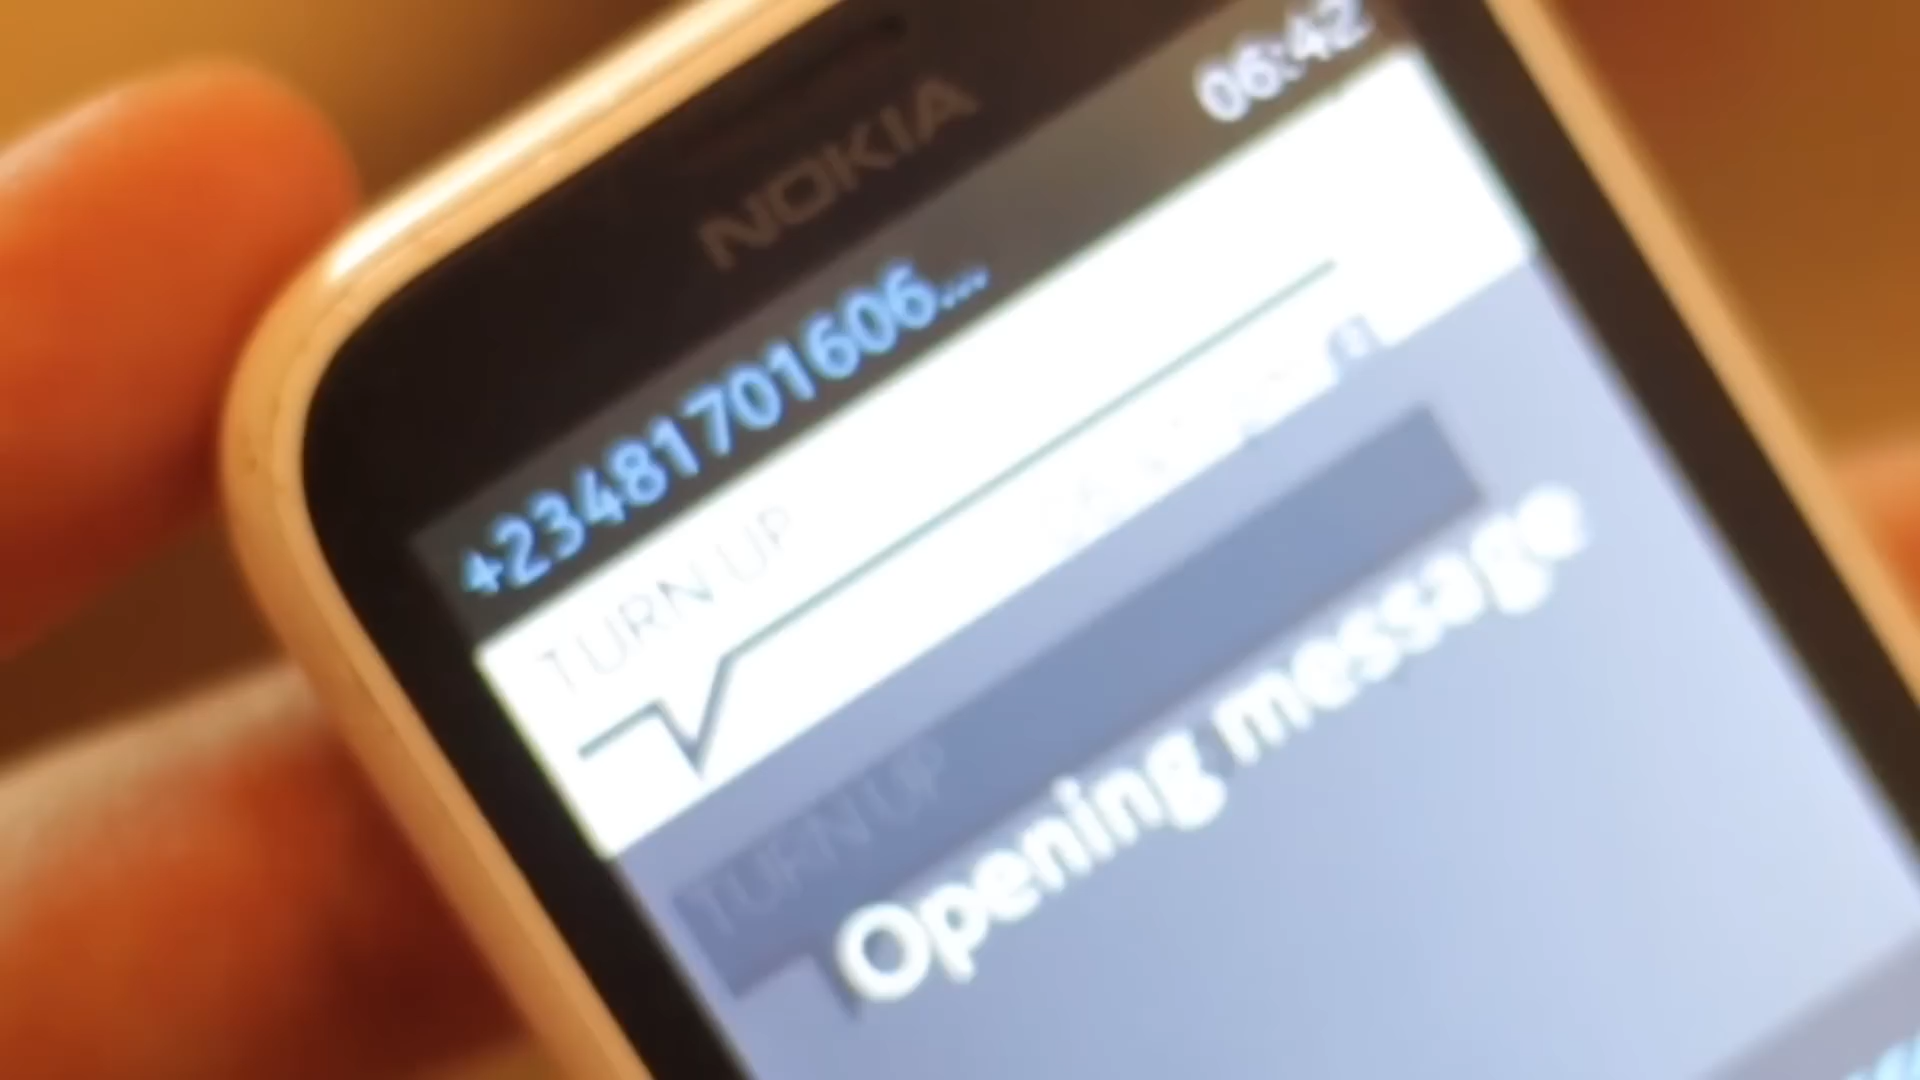 NOKIA
06:42
+23481701606...
TURN UP
TURN UP
Opening message